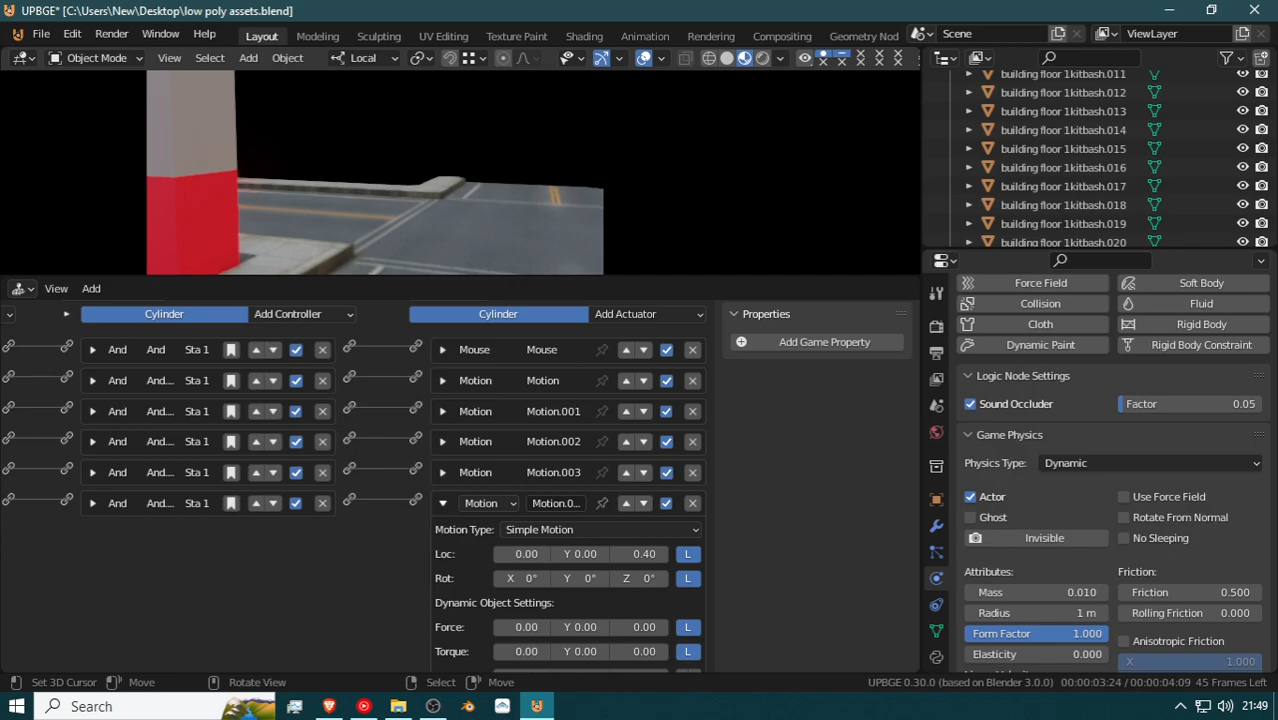 UPBGE* [C:\Users\New\Desktop\low poly assets.blend]
File Edit Render Window Help Layout Modeling Sculpting UV Editing Texture Paint Shading Animation Rendering Compositing Geometry Nod Scene ViewLayer
Object Mode View Select Add Object Local
building floor 1kitbash.011
building floor 1kitbash.012
building floor 1kitbash.013
building floor 1kitbash.014
building floor 1kitbash.015
building floor 1kitbash.016
building floor 1kitbash.017
building floor 1kitbash.018
building floor 1kitbash.019
building floor 1kitbash.020
View Add
Cylinder Add Controller Cylinder Add Actuator
And And Sta 1 Mouse Mouse
And And... Sta 1 Motion Motion
And And... Sta 1 Motion Motion.001
And And... Sta 1 Motion Motion.002
And And... Sta 1 Motion Motion.003
And And... Sta 1 Motion Motion.0...
Motion Type: Simple Motion
Loc: 0.00 Y 0.00 0.40 L
Rot: X 0° Y 0° Z 0° L
Dynamic Object Settings:
Force: 0.00 Y 0.00 0.00 L
Torque: 0.00 Y 0.00 0.00 L
Properties
Add Game Property
Force Field Soft Body
Collision Fluid
Cloth Rigid Body
Dynamic Paint Rigid Body Constraint
Logic Node Settings
Sound Occluder Factor 0.05
Game Physics
Physics Type: Dynamic
Actor Use Force Field
Ghost Rotate From Normal
Invisible No Sleeping
Attributes: Friction:
Mass 0.010 Friction 0.500
Radius 1 m Rolling Friction 0.000
Form Factor 1.000 Anisotropic Friction
Elasticity 0.000 X 1.000
Set 3D Cursor Move Rotate View Select Move UPBGE 0.30.0 (based on Blender 3.0.0) 00:00:03:24 / 00:00:04:09 45 Frames Left
Search 21:49